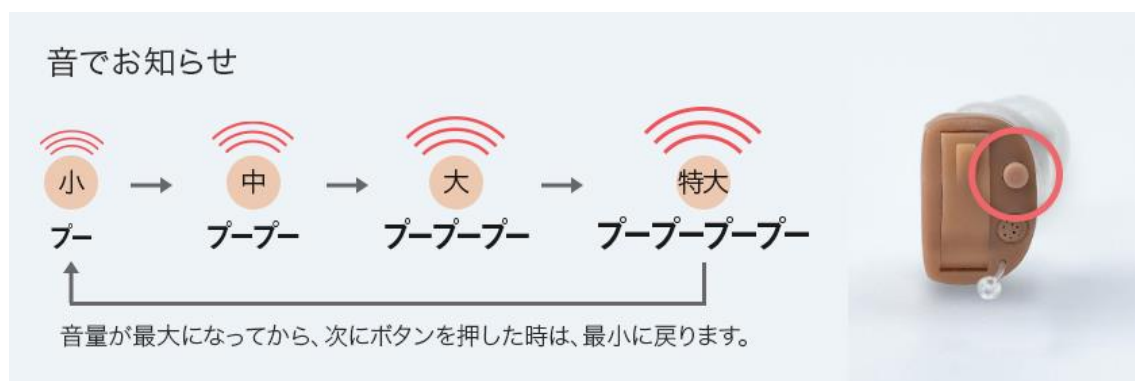 音でお知らせ
小 中 大 特大
プー プープー プープープー プープープープー
音量が最大になってから、次にボタンを押した時は、最小に戻ります。